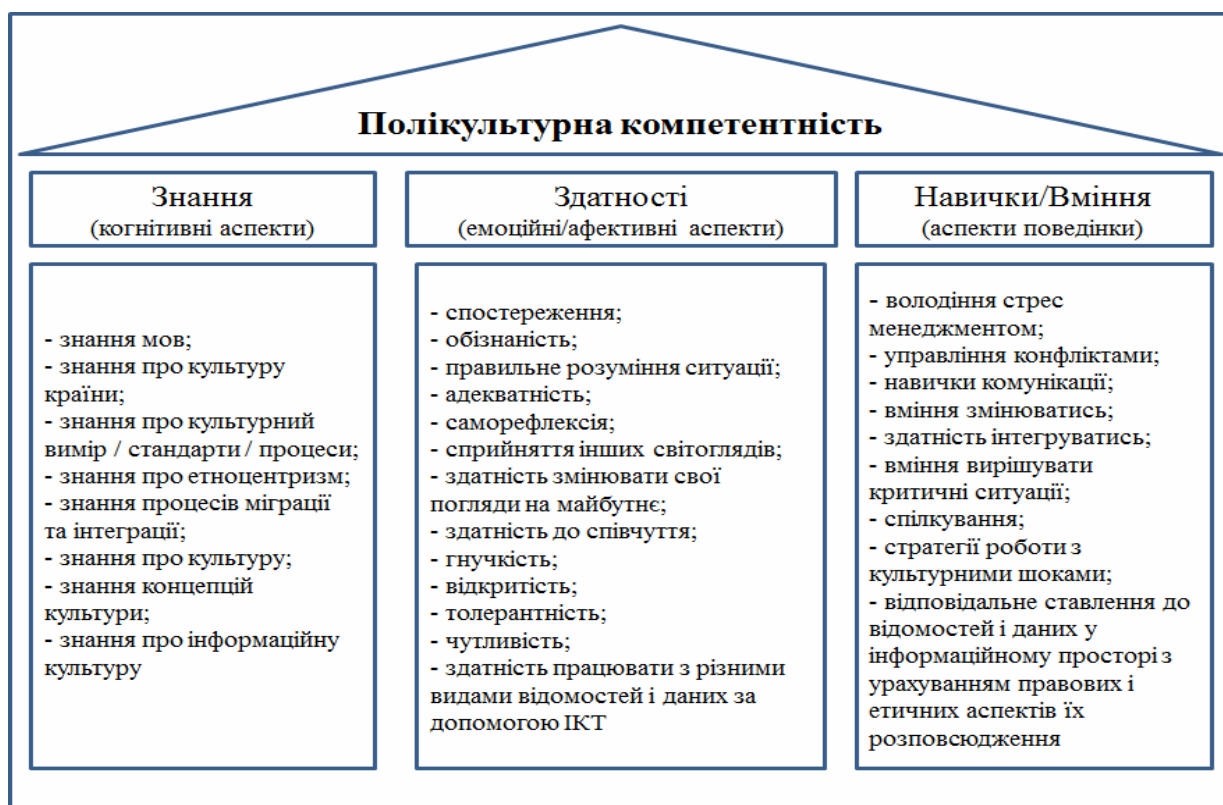 Полікультурна компетентність
Знання
(когнітивні аспекти)
- знання мов;
- знання про культуру
країни;
- знання про культурний
вимір / стандарти / процеси;
- знання про етноцентризм;
- знання процесів міграції
та інтеграції;
- знання про культуру;
- знання концепцій
культури;
- знання про інформаційну
культуру
Здатності
(емоційні/афективні аспекти)
- спостереження;
- обізнаність;
- правильне розуміння ситуації;
- адекватність;
- саморефлексія;
- сприйняття інших світоглядів;
- здатність змінювати свої
погляди на майбутнє;
- здатність до співчуття;
- гнучкість;
- відкритість;
- толерантність;
- чутливість;
- здатність працювати з різними
видами відомостей і даних за
допомогою ІКТ
Навички/Вміння
(аспекти поведінки)
- володіння стрес
менеджментом;
- управління конфліктами;
- навички комунікації;
- вміння змінюватись;
- здатність інтегруватись;
- вміння вирішувати
критичні ситуації;
- спілкування;
- стратегії роботи з
культурними шоками;
- відповідальне ставлення до
відомостей і даних у
інформаційному просторі з
урахуванням правових і
етичних аспектів їх
розповсюдження